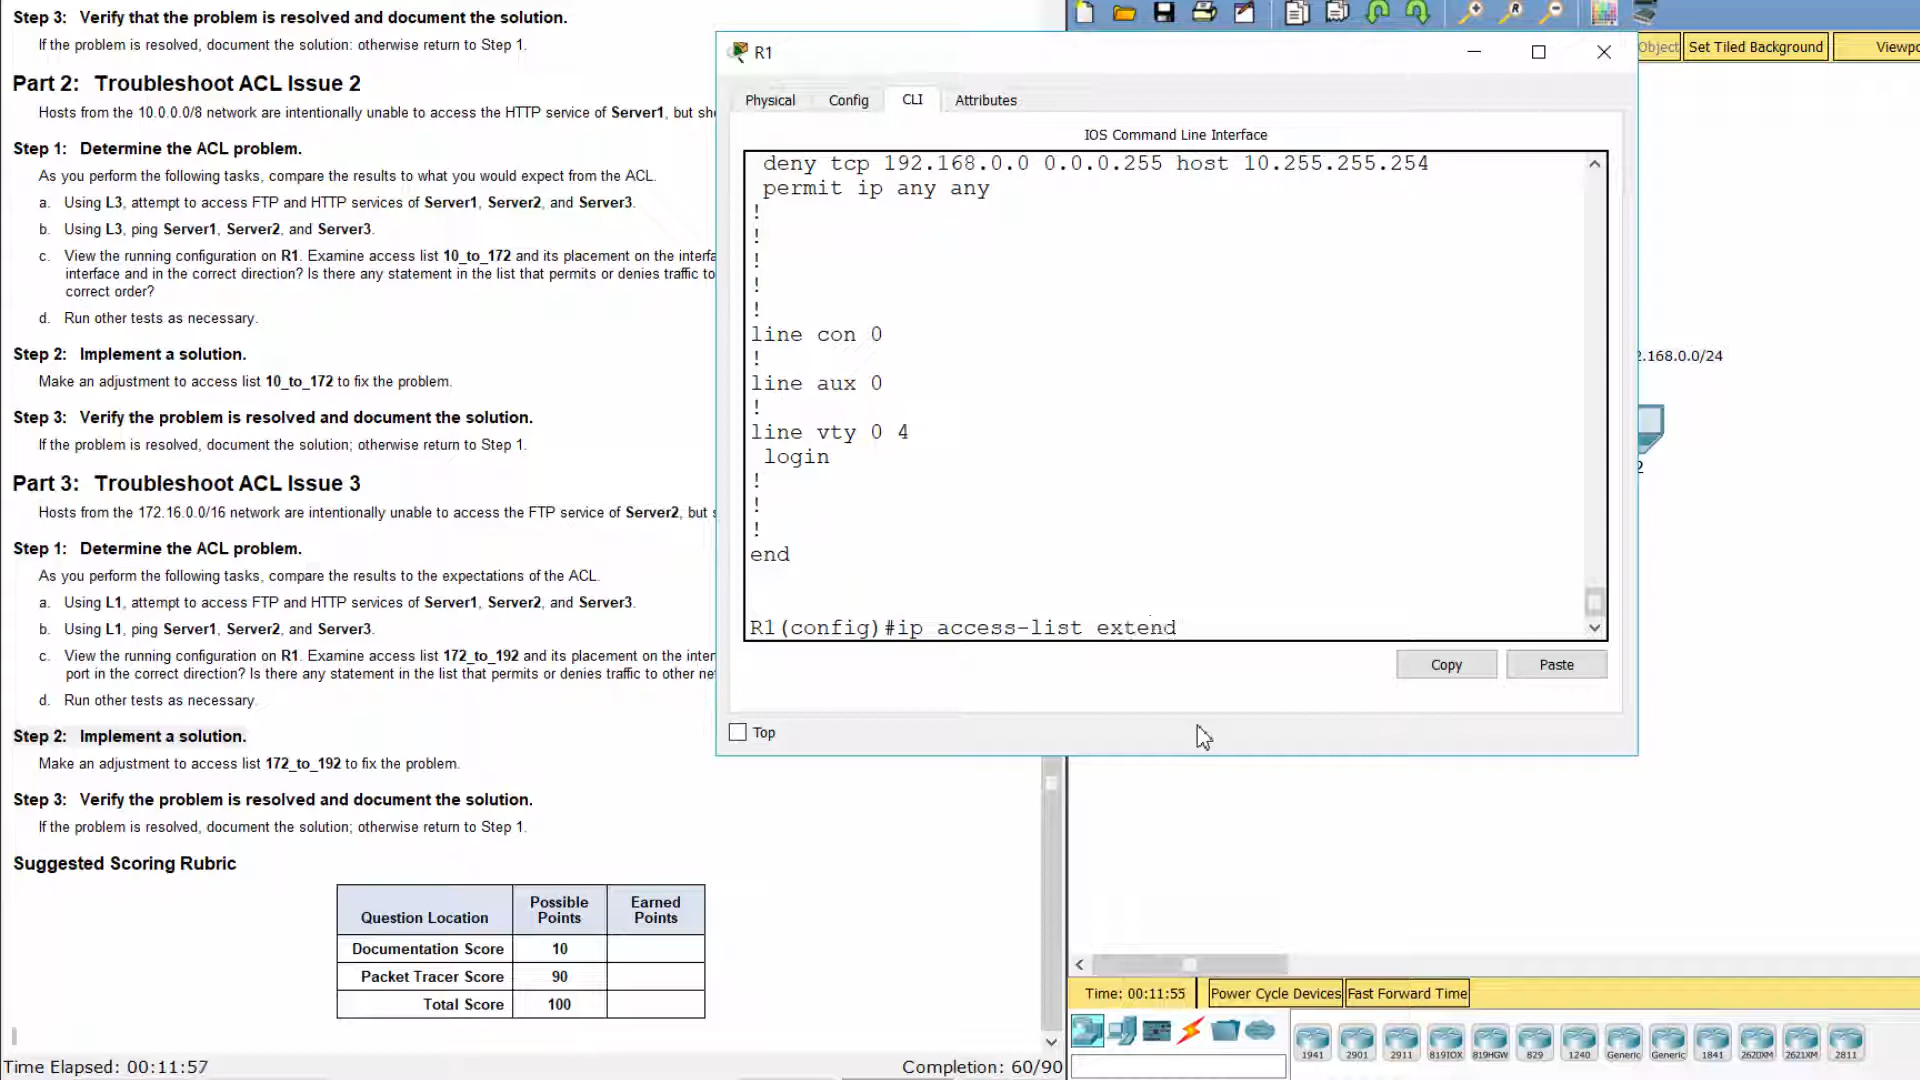 Step 3: Verify that the problem is resolved and document the solution.
If the problem is resolved, document the solution: otherwise return to Step 1.
Part 2: Troubleshoot ACL Issue 2
Hosts from the 10.0.0.0/8 network are intentionally unable to access the HTTP service of Server1, but
Step 1: Determine the ACL problem.
As you perform the following tasks, compare the results to what you would expect from the ACL.
a. Using L3, attempt to access FTP and HTTP services of Server1, Server2, and Server3.
b. Using L3, ping Server1, Server2, and Server3.
c. View the running configuration on R1. Examine access list 10_to_172 and its placement on the
interface and in the correct direction? Is there any statement in the list that permits or denies traffic to
correct order?
d. Run other tests as necessary.
Step 2: Implement a solution.
Make an adjustment to access list 10_to_172 to fix the problem.
Step 3: Verify the problem is resolved and document the solution.
If the problem is resolved, document the solution; otherwise return to Step 1.
Part 3: Troubleshoot ACL Issue 3
Hosts from the 172.16.0.0/16 network are intentionally unable to access the FTP service of Server2, but
Step 1: Determine the ACL problem.
As you perform the following tasks, compare the results to the expectations of the ACL.
a. Using L1, attempt to access FTP and HTTP services of Server1, Server2, and Server3.
b. Using L1, ping Server1, Server2, and Server3.
c. View the running configuration on R1. Examine access list 172_to_192 and its placement on the
port in the correct direction? Is there any statement in the list that permits or denies traffic to other
d. Run other tests as necessary.
Step 2: Implement a solution.
Make an adjustment to access list 172_to_192 to fix the problem.
Step 3: Verify the problem is resolved and document the solution.
If the problem is resolved, document the solution; otherwise return to Step 1.
Suggested Scoring Rubric
Question Location Possible Points Earned Points
Documentation Score 10
Packet Tracer Score 90
Total Score 100
Time Elapsed: 00:11:57 Completion: 60/90
R1
Physical Config CLI Attributes
IOS Command Line Interface
deny tcp 192.168.0.0 0.0.0.255 host 10.255.255.254
permit ip any any
!
!
!
!
!
line con 0
!
line aux 0
!
line vty 0 4
login
!
!
!
end
R1(config)#ip access-list extend
Copy Paste
Top
Object Set Tiled Background Viewpo
2.168.0.0/24
2
Time: 00:11:55 Power Cycle Devices Fast Forward Time
1941 2901 2911 819IOX 819HGW 829 1240 Generic Generic 1841 2620XM 2621XM 2811